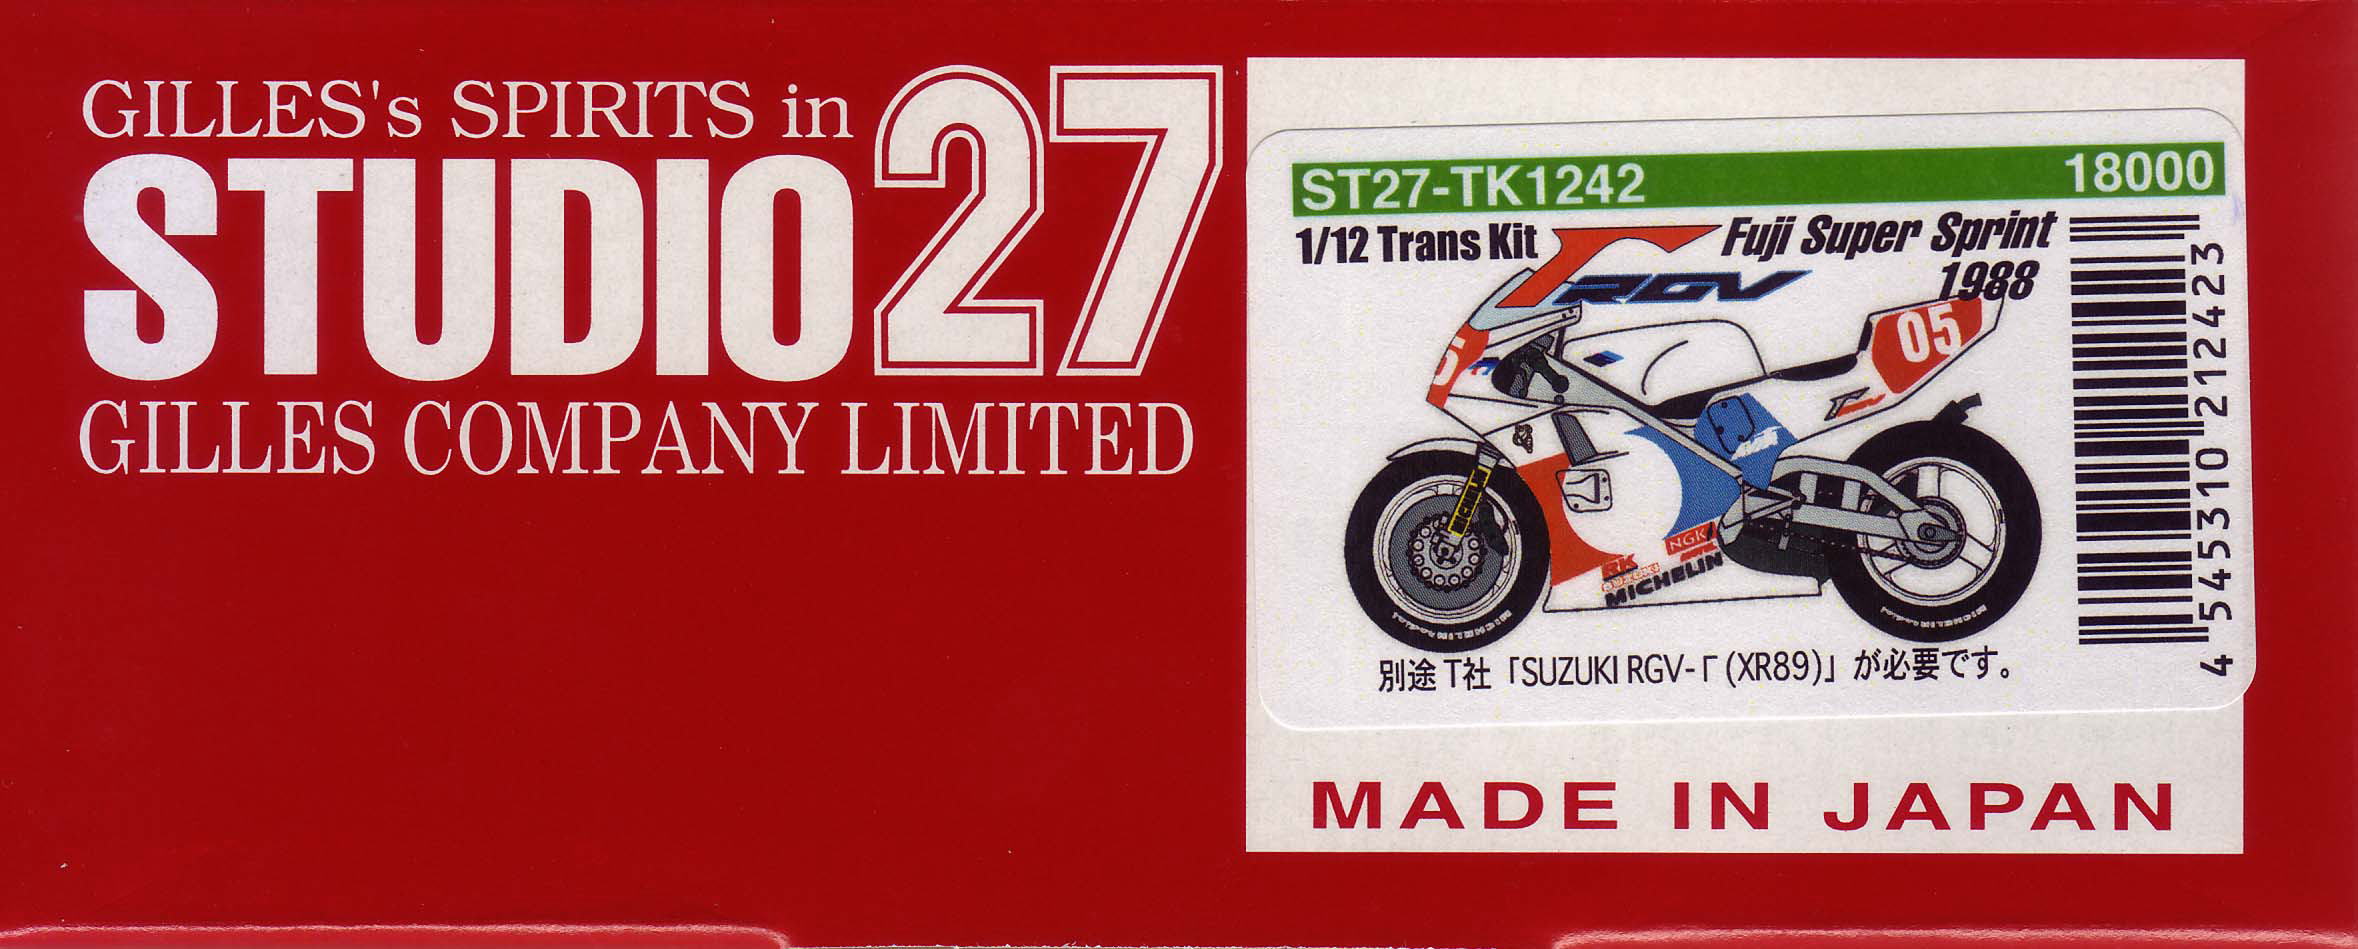 GILLES's SPIRITS in
STUDIO27
GILLES COMPANY LIMITED
ST27-TK1242 18000
1/12 Trans Kit
Fuji Super Sprint
1988
Γ
RGV
05
5
Γ
NGK
RK
SUZUKI
MICHELIN
別途T社「SUZUKI RGV-Γ(XR89)」が必要です。
4 545310 212423
MADE IN JAPAN